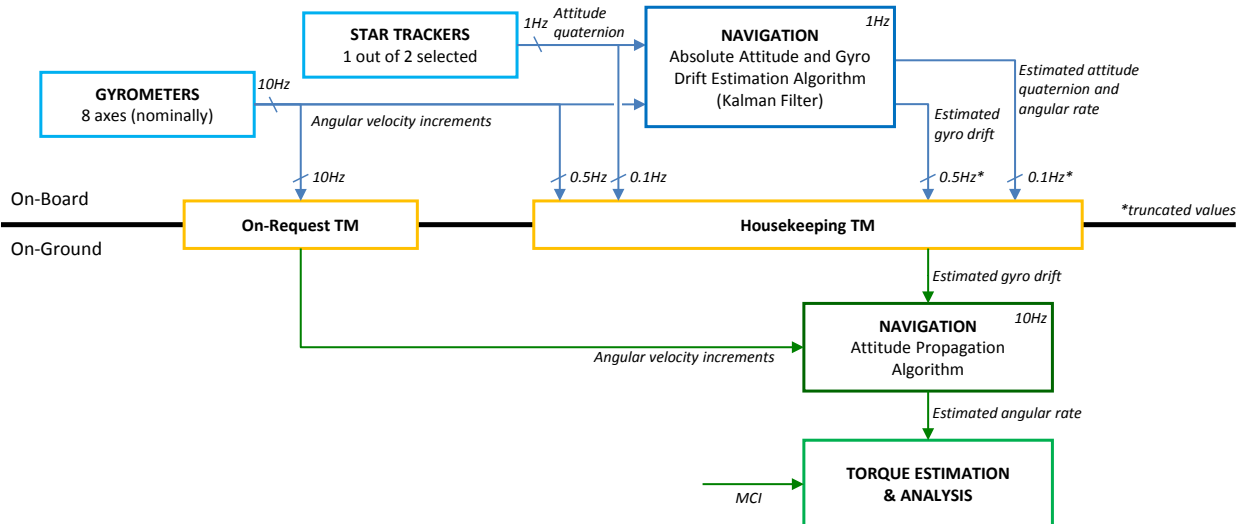 STAR TRACKERS
1 out of 2 selected
1Hz
Attitude
quaternion
NAVIGATION
1Hz
Absolute Attitude and Gyro
Drift Estimation Algorithm
(Kalman Filter)
GYROMETERS
8 axes (nominally)
10Hz
Angular velocity increments
Estimated
gyro drift
Estimated attitude
quaternion and
angular rate
10Hz
0.5Hz
0.1Hz
0.5Hz*
0.1Hz*
On-Board
On-Request TM
Housekeeping TM
*truncated values
On-Ground
Estimated gyro drift
NAVIGATION
10Hz
Attitude Propagation
Algorithm
Angular velocity increments
Estimated angular rate
TORQUE ESTIMATION
& ANALYSIS
MCI